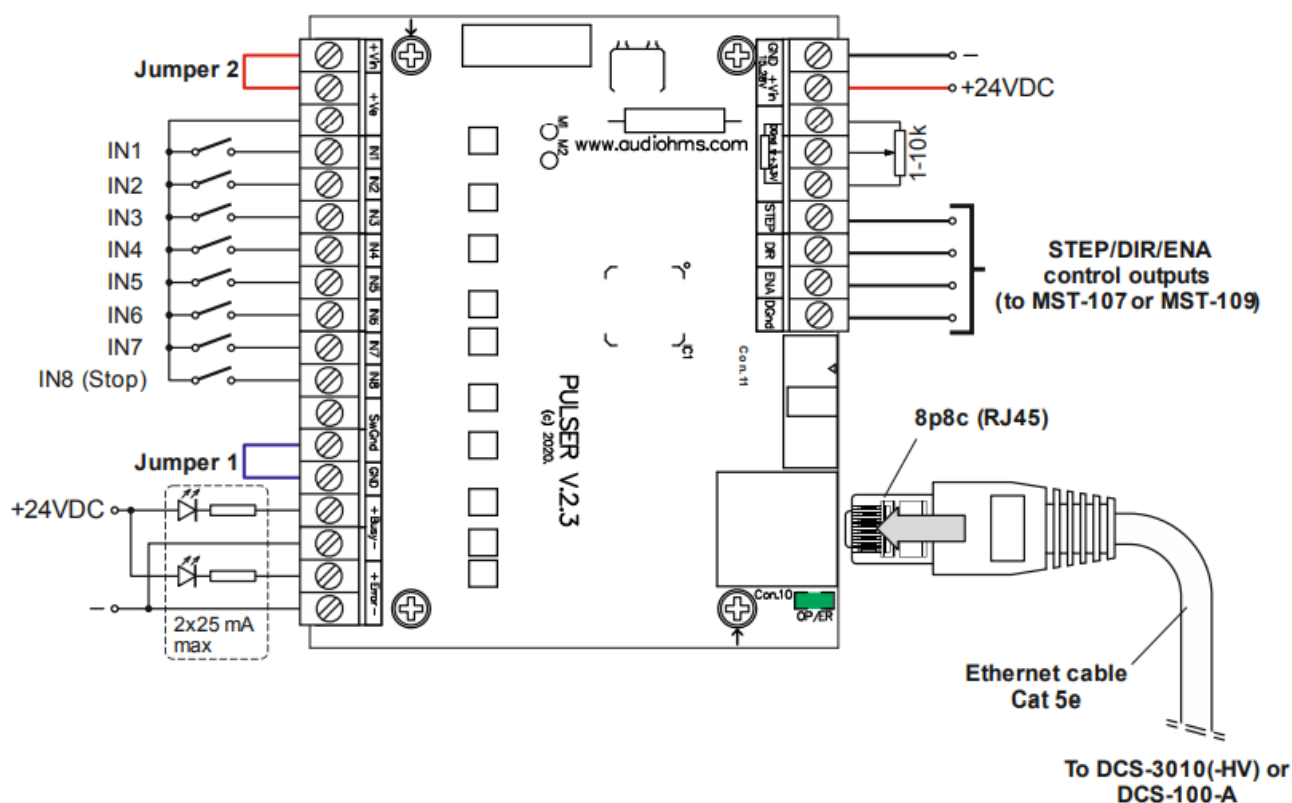 Jumper 2
IN1
IN2
IN3
IN4
IN5
IN6
IN7
IN8 (Stop)
Jumper 1
+24VDC
–
2x25 mA
max
+Vin
+Ve
IN1
IN2
IN3
IN4
IN5
IN6
IN7
IN8
SwGnd
GND
+Busy-
+Error-
M1
M2
www.audiohms.com
IC1
PULSER V.2.3
(c) 2020.
Con.11
Con.10
OP/ER
GND
+Vin
STEP
DIR
ENA
DGnd
–
+24VDC
1-10k
STEP/DIR/ENA
control outputs
(to MST-107 or MST-109)
8p8c (RJ45)
Ethernet cable
Cat 5e
To DCS-3010(-HV) or
DCS-100-A